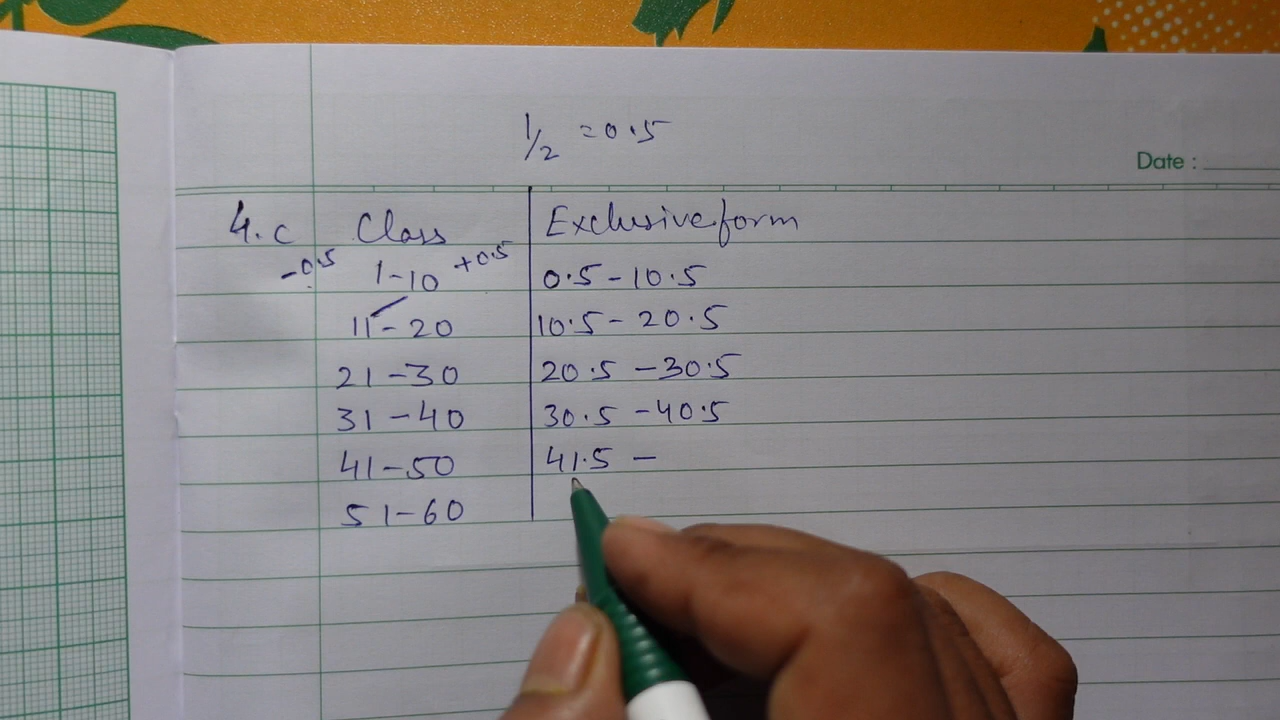 1/2 = 0.5
Date :
4. c Class Exclusive form
-0.5 1-10 +0.5 0.5-10.5
11-20 10.5-20.5
21-30 20.5-30.5
31-40 30.5-40.5
41-50 41.5-
51-60